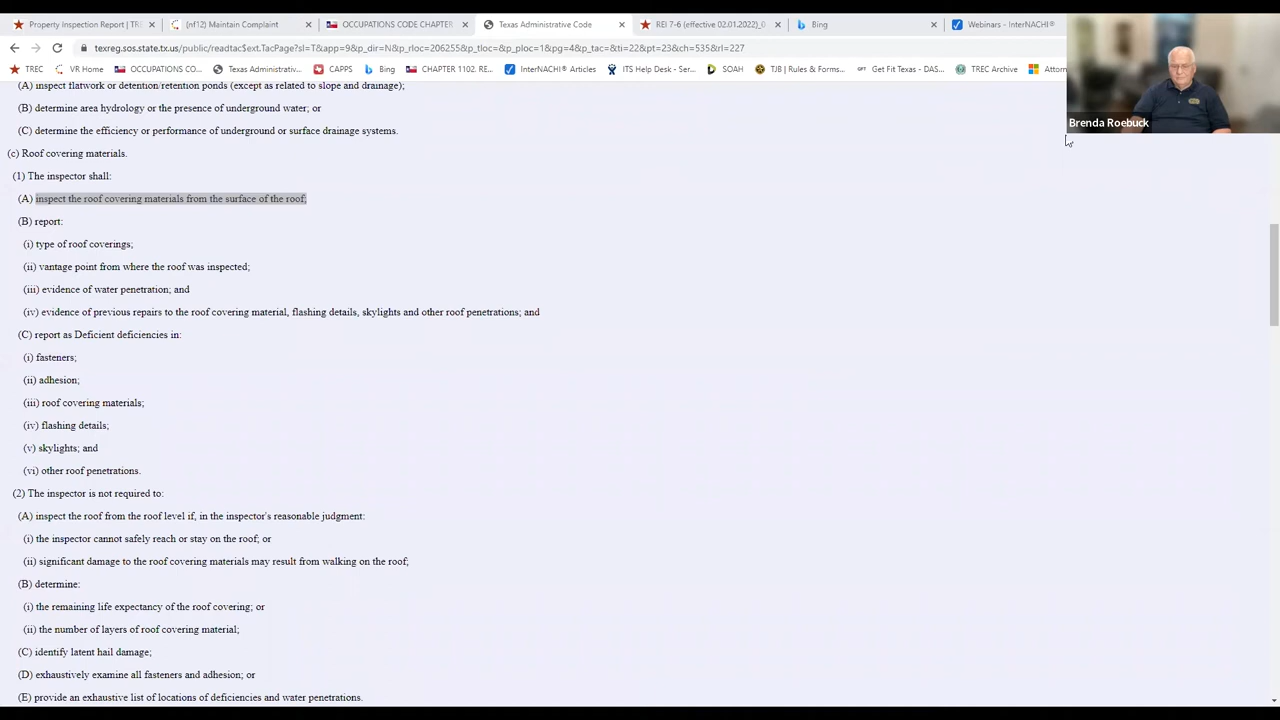 Property Inspection Report | TRE
(nf12) Maintain Complaint
OCCUPATIONS CODE CHAPTER
Texas Administrative Code
REI 7-6 (effective 02.01.2022)_0
Bing
Webinars - InterNACHI®
texreg.sos.state.tx.us/public/readtac$ext.TacPage?sl=T&app=9&p_dir=N&p_rloc=206255&p_tloc=&p_ploc=1&pg=4&p_tac=&ti=22&pt=23&ch=535&rl=227
TREC
VR Home
OCCUPATIONS CO...
Texas Administrativ...
CAPPS
Bing
CHAPTER 1102. RE...
InterNACHI® Articles
ITS Help Desk - Ser...
SOAH
TJB | Rules & Forms...
GFT Get Fit Texas - DAS...
TREC Archive
Attorn
Brenda Roebuck
(A) inspect flatwork or detention/retention ponds (except as related to slope and drainage);
(B) determine area hydrology or the presence of underground water; or
(C) determine the efficiency or performance of underground or surface drainage systems.
(c) Roof covering materials.
(1) The inspector shall:
(A) inspect the roof covering materials from the surface of the roof;
(B) report:
(i) type of roof coverings;
(ii) vantage point from where the roof was inspected;
(iii) evidence of water penetration; and
(iv) evidence of previous repairs to the roof covering material, flashing details, skylights and other roof penetrations; and
(C) report as Deficient deficiencies in:
(i) fasteners;
(ii) adhesion;
(iii) roof covering materials;
(iv) flashing details;
(v) skylights; and
(vi) other roof penetrations.
(2) The inspector is not required to:
(A) inspect the roof from the roof level if, in the inspector's reasonable judgment:
(i) the inspector cannot safely reach or stay on the roof; or
(ii) significant damage to the roof covering materials may result from walking on the roof;
(B) determine:
(i) the remaining life expectancy of the roof covering; or
(ii) the number of layers of roof covering material;
(C) identify latent hail damage;
(D) exhaustively examine all fasteners and adhesion; or
(E) provide an exhaustive list of locations of deficiencies and water penetrations.